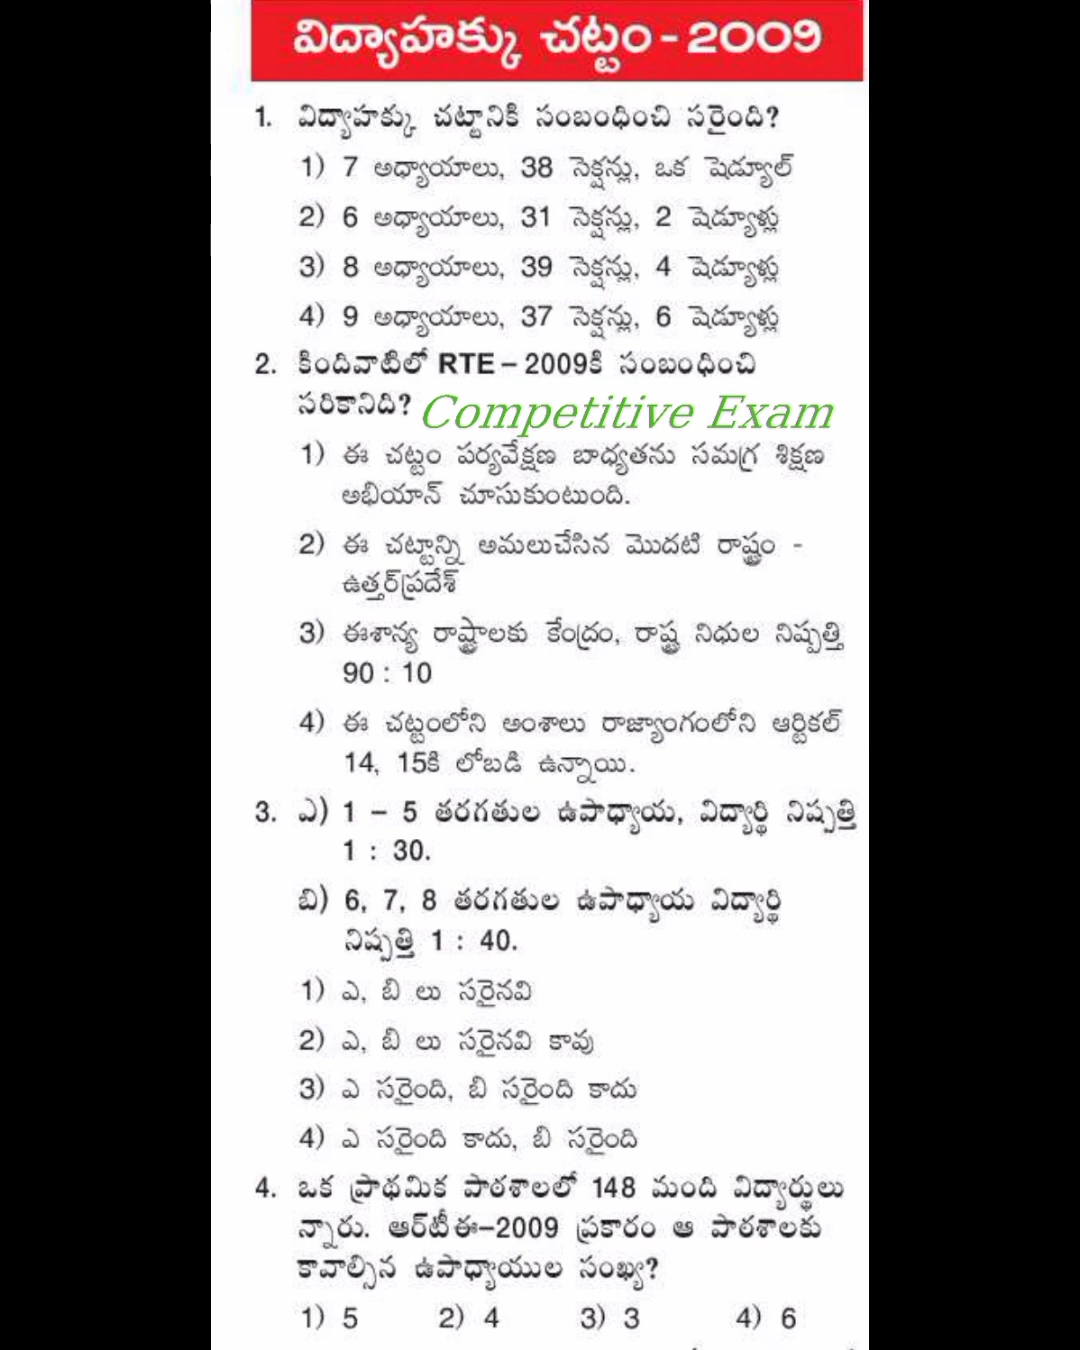 విద్యాహక్కు చట్టం - 2009
1. విద్యాహక్కు చట్టానికి సంబంధించి సరైంది?
1) 7 అధ్యాయాలు, 38 సెక్షన్లు, ఒక షెడ్యూల్
2) 6 అధ్యాయాలు, 31 సెక్షన్లు, 2 షెడ్యూళ్లు
3) 8 అధ్యాయాలు, 39 సెక్షన్లు, 4 షెడ్యూళ్లు
4) 9 అధ్యాయాలు, 37 సెక్షన్లు, 6 షెడ్యూళ్లు
2. కిందివాటిలో RTE – 2009కి సంబంధించి
సరికానిది? Competitive Exam
1) ఈ చట్టం పర్యవేక్షణ బాధ్యతను సమగ్ర శిక్షణ
అభియాన్ చూసుకుంటుంది.
2) ఈ చట్టాన్ని అమలుచేసిన మొదటి రాష్ట్రం -
ఉత్తర్‌ప్రదేశ్
3) ఈశాన్య రాష్ట్రాలకు కేంద్రం, రాష్ట్ర నిధుల నిష్పత్తి
90 : 10
4) ఈ చట్టంలోని అంశాలు రాజ్యాంగంలోని ఆర్టికల్
14, 15కి లోబడి ఉన్నాయి.
3. ఎ) 1 – 5 తరగతుల ఉపాధ్యాయ, విద్యార్థి నిష్పత్తి
1 : 30.
బి) 6, 7, 8 తరగతుల ఉపాధ్యాయ విద్యార్థి
నిష్పత్తి 1 : 40.
1) ఎ, బి లు సరైనవి
2) ఎ, బి లు సరైనవి కావు
3) ఎ సరైంది, బి సరైంది కాదు
4) ఎ సరైంది కాదు, బి సరైంది
4. ఒక ప్రాథమిక పాఠశాలలో 148 మంది విద్యార్థులు
న్నారు. ఆర్‌టీఈ–2009 ప్రకారం ఆ పాఠశాలకు
కావాల్సిన ఉపాధ్యాయుల సంఖ్య?
1) 5 2) 4 3) 3 4) 6